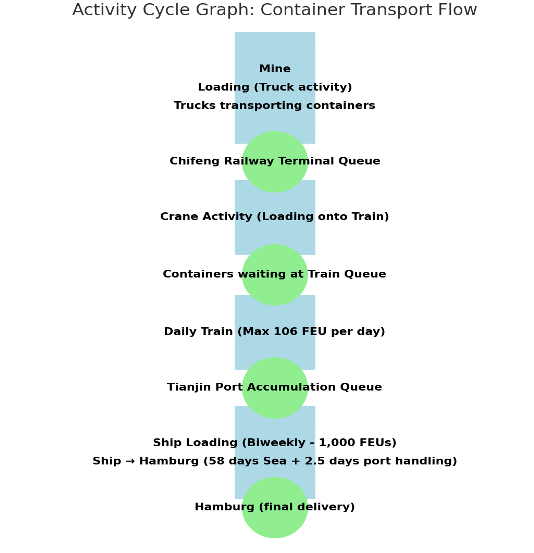 Activity Cycle Graph: Container Transport Flow
Mine
Loading (Truck activity)
Trucks transporting containers
Chifeng Railway Terminal Queue
Crane Activity (Loading onto Train)
Containers waiting at Train Queue
Daily Train (Max 106 FEU per day)
Tianjin Port Accumulation Queue
Ship Loading (Biweekly - 1,000 FEUs)
Ship → Hamburg (58 days Sea + 2.5 days port handling)
Hamburg (final delivery)